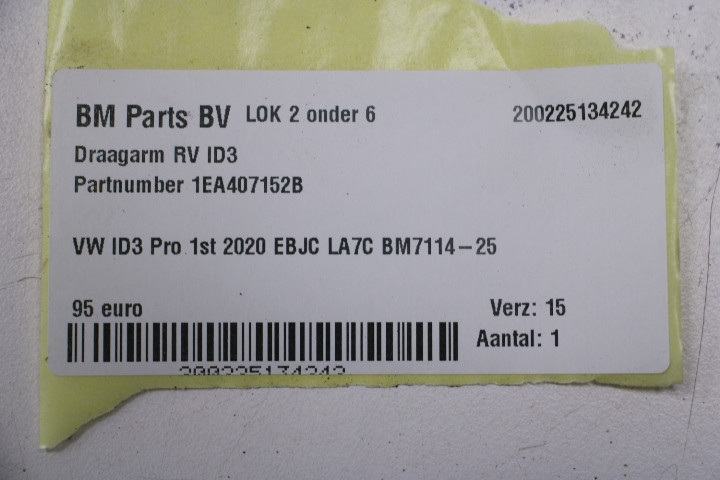 BM Parts BV LOK 2 onder 6 200225134242
Draagarm RV ID3
Partnumber 1EA407152B
VW ID3 Pro 1st 2020 EBJC LA7C BM7114-25
95 euro Verz: 15
Aantal: 1
200225134242